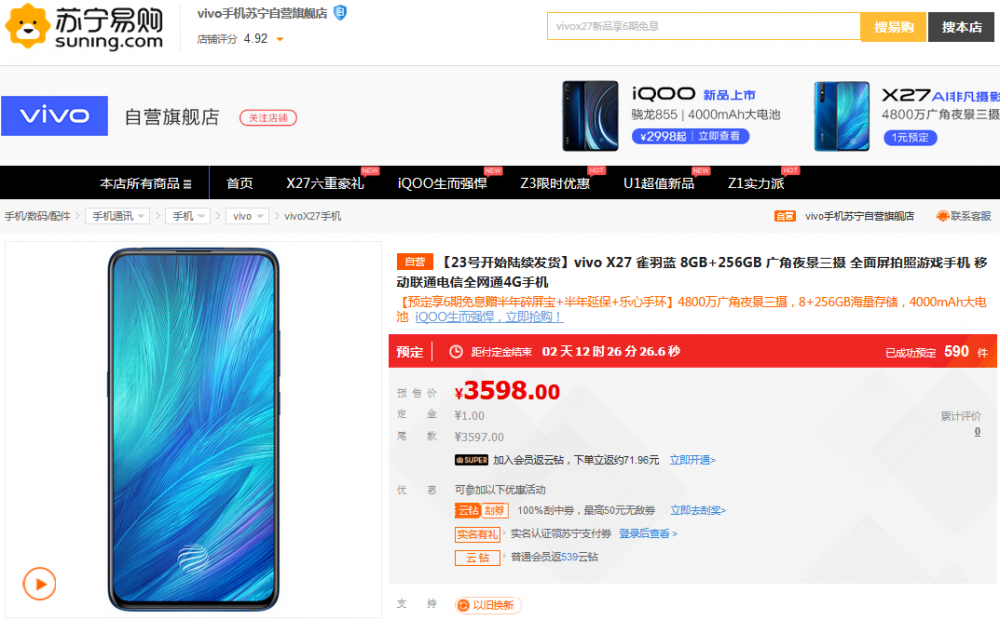 苏宁易购
suning.com
vivo手机苏宁自营旗舰店
店铺评分 4.92
vivox27新品享6期免息
搜易购
搜本店
vivo
自营旗舰店
关注店铺
iQOO 新品上市
骁龙855 | 4000mAh大电池
¥2998起 | 立即查看
X27 AI非凡摄影
4800万广角夜景三摄
1元预定
本店所有商品
首页
X27六重豪礼 NEW
iQOO生而强悍 NEW
Z3限时优惠 HOT
U1超值新品 NEW
Z1实力派 HOT
手机/数码/配件 > 手机通讯 > 手机 > vivo > vivoX27手机
自营 vivo手机苏宁自营旗舰店
联系客服
自营 【23号开始陆续发货】vivo X27 雀羽蓝 8GB+256GB 广角夜景三摄 全面屏拍照游戏手机 移
动联通电信全网通4G手机
【预定享6期免息赠半年碎屏宝+半年延保+乐心手环】4800万广角夜景三摄，8+256GB海量存储，4000mAh大电
池 iQOO生而强悍，立即抢购！
预定 距付定金结束 02天12时26分26.6秒 已成功预定 590 件
预售价 ¥3598.00
定金 ¥1.00
累计评价
0
尾款 ¥3597.00
SUPER 加入会员返云钻，下单立返约71.96元 立即开通>
优惠 可参加以下优惠活动
云钻 刮券 100%刮中券，最高50元无敌券 立即去刮奖>
实名有礼 实名认证领苏宁支付券 登录后查看 >
云钻 普通会员返539云钻
支持 以旧换新